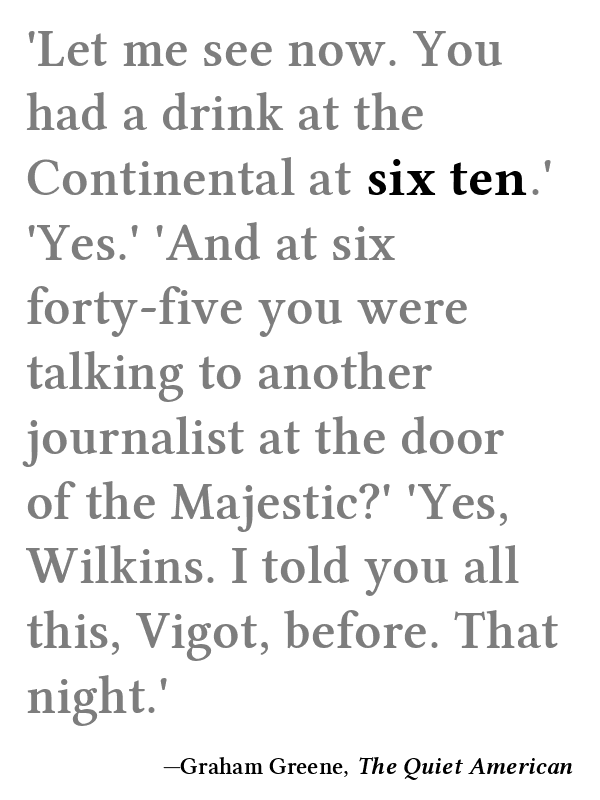 'Let me see now. You
had a drink at the
Continental at six ten.'
'Yes.' 'And at six
forty-five you were
talking to another
journalist at the door
of the Majestic?' 'Yes,
Wilkins. I told you all
this, Vigot, before. That
night.'
—Graham Greene, The Quiet American